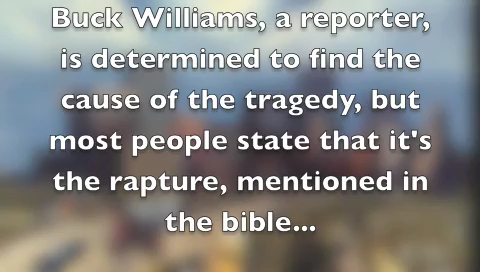 Buck Williams, a reporter,
is determined to find the
cause of the tragedy, but
most people state that it's
the rapture, mentioned in
the bible...